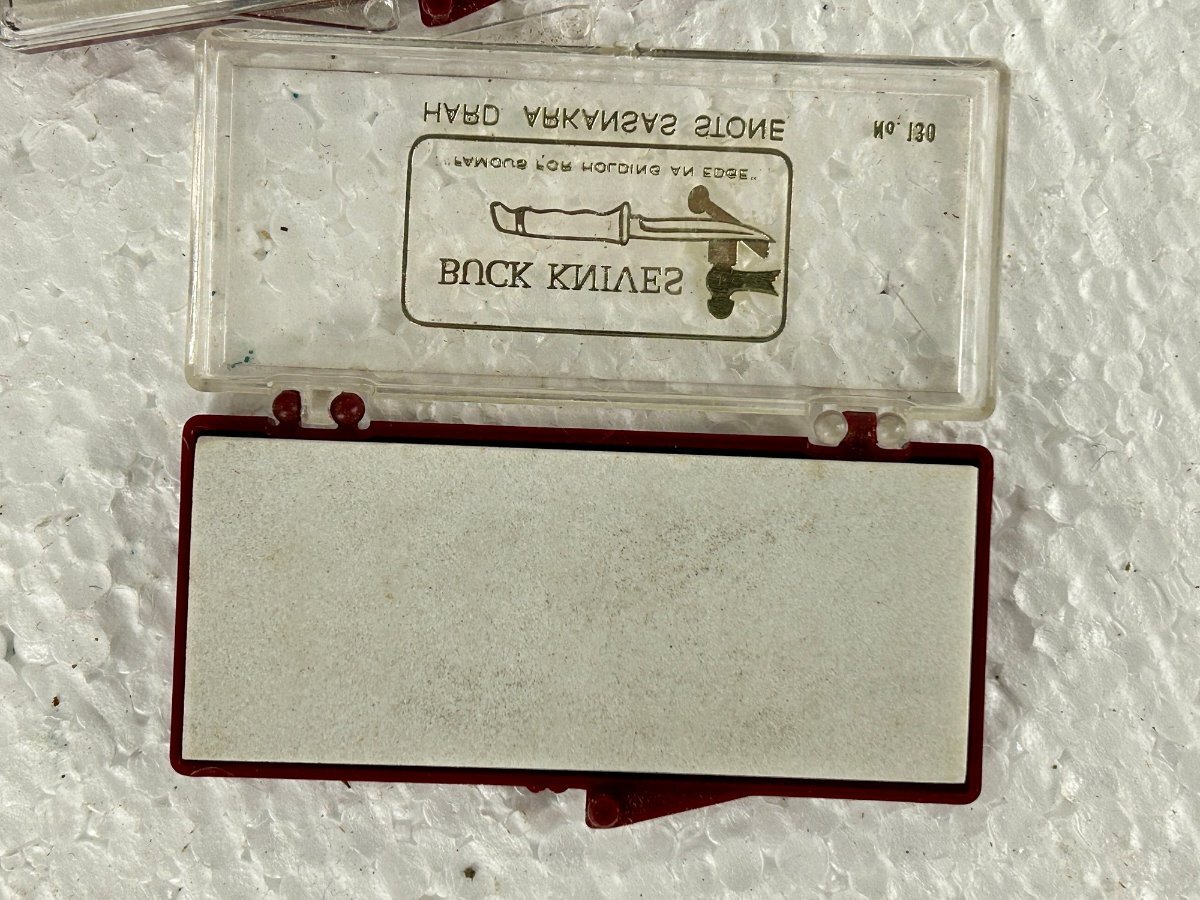 BUCK KNIVES
"FAMOUS FOR HOLDING AN EDGE"
HARD ARKANSAS STONE
No. 130